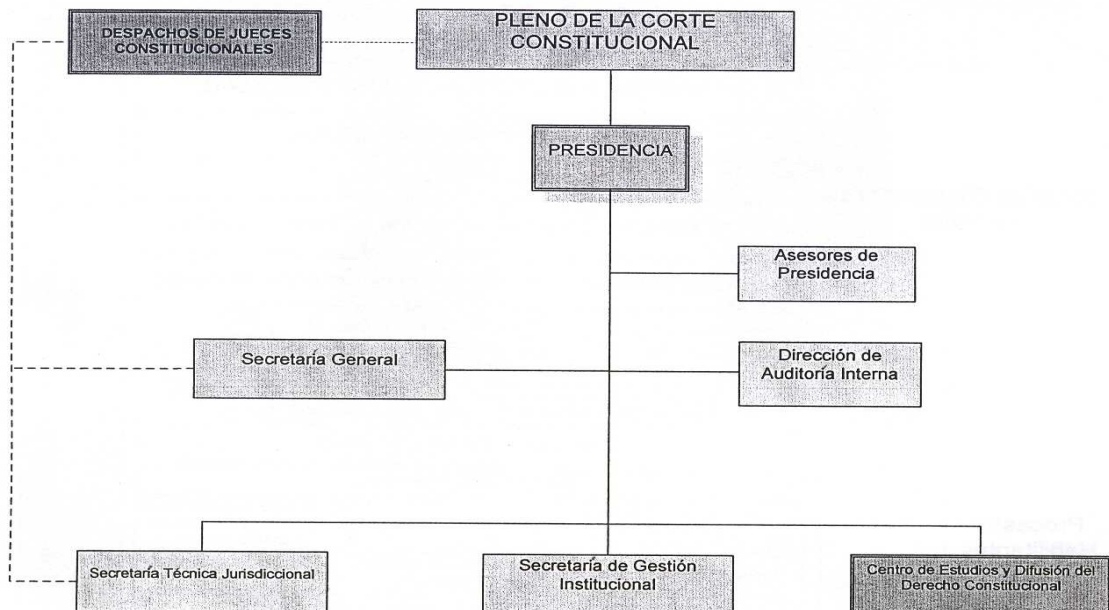 DESPACHOS DE JUECES
CONSTITUCIONALES
PLENO DE LA CORTE
CONSTITUCIONAL
PRESIDENCIA
Asesores de
Presidencia
Secretaría General
Dirección de
Auditoría Interna
Secretaría Técnica Jurisdiccional
Secretaría de Gestión
Institucional
Centro de Estudios y Difusión del
Derecho Constitucional